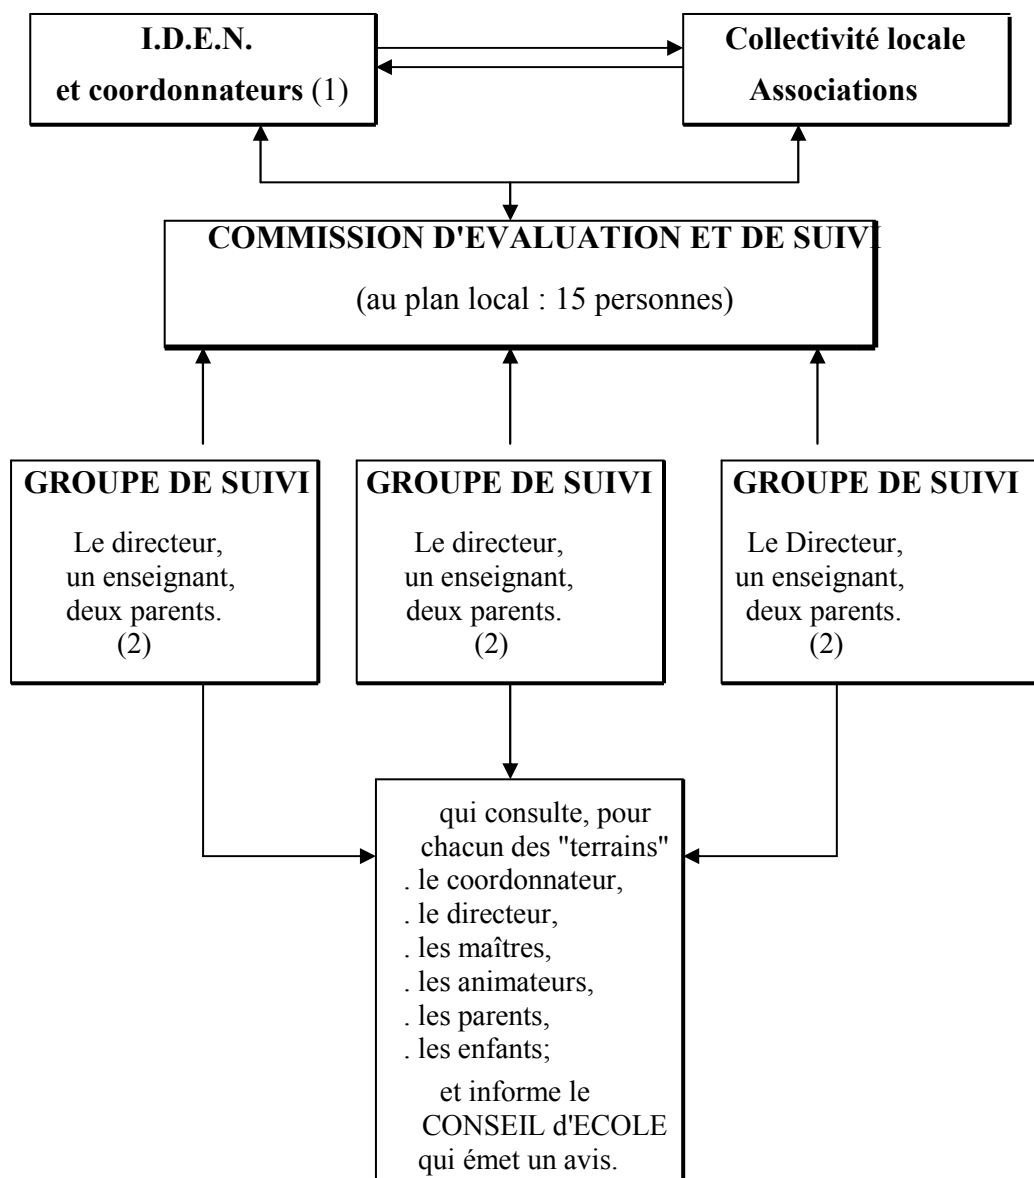 I.D.E.N.
et coordonnateurs (1)
Collectivité locale
Associations
COMMISSION D'EVALUATION ET DE SUIVI
(au plan local : 15 personnes)
GROUPE DE SUIVI
Le directeur,
un enseignant,
deux parents.
(2)
GROUPE DE SUIVI
Le directeur,
un enseignant,
deux parents.
(2)
GROUPE DE SUIVI
Le Directeur,
un enseignant,
deux parents.
(2)
qui consulte, pour
chacun des "terrains"
. le coordonnateur,
. le directeur,
. les maîtres,
. les animateurs,
. les parents,
. les enfants;
et informe le
CONSEIL d'ECOLE
qui émet un avis.